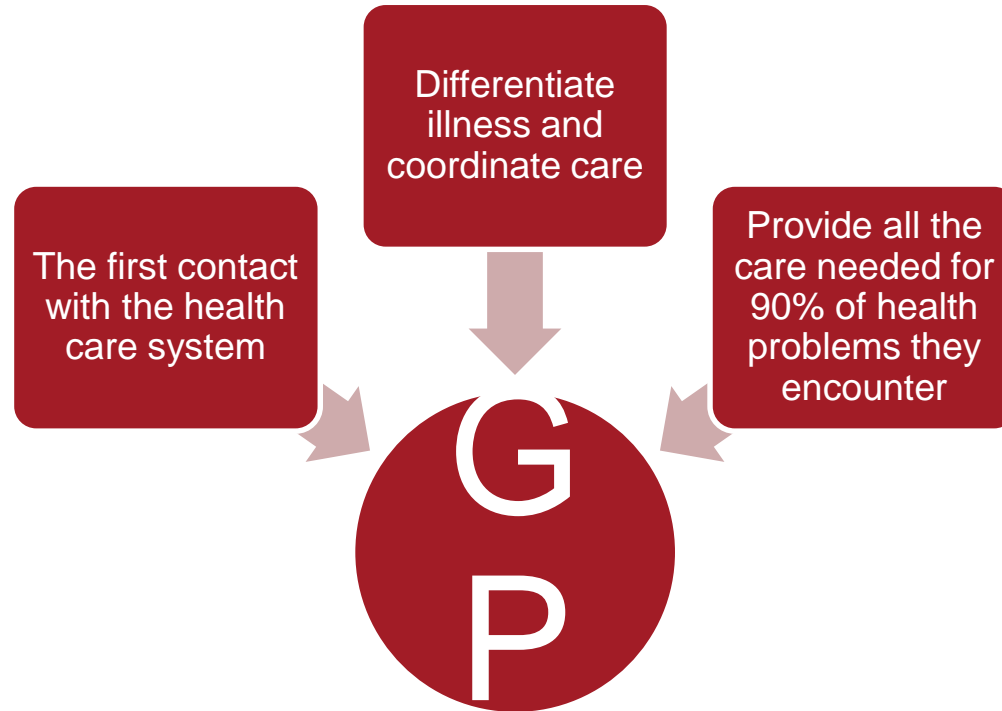 The first contact
with the health
care system
Differentiate
illness and
coordinate care
Provide all the
care needed for
90% of health
problems they
encounter
G
P